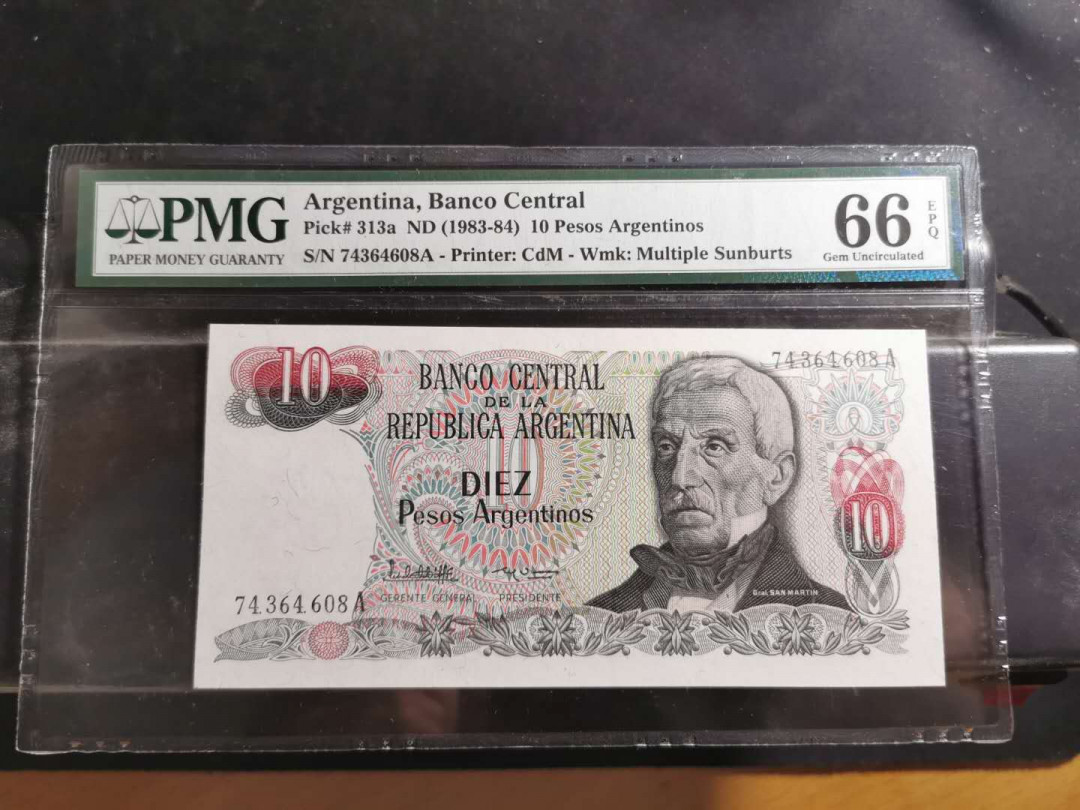 PMG
PAPER MONEY GUARANTY
Argentina, Banco Central
Pick# 313a ND (1983-84) 10 Pesos Argentinos
S/N 74364608A - Printer: CdM - Wmk: Multiple Sunburts
66
EPQ
Gem Uncirculated
10
BANCO CENTRAL
DE LA
REPUBLICA ARGENTINA
74.364.608 A
10
DIEZ
Pesos Argentinos
10
GERENTE GENERAL PRESIDENTE
Gral. SAN MARTIN
74.364.608 A